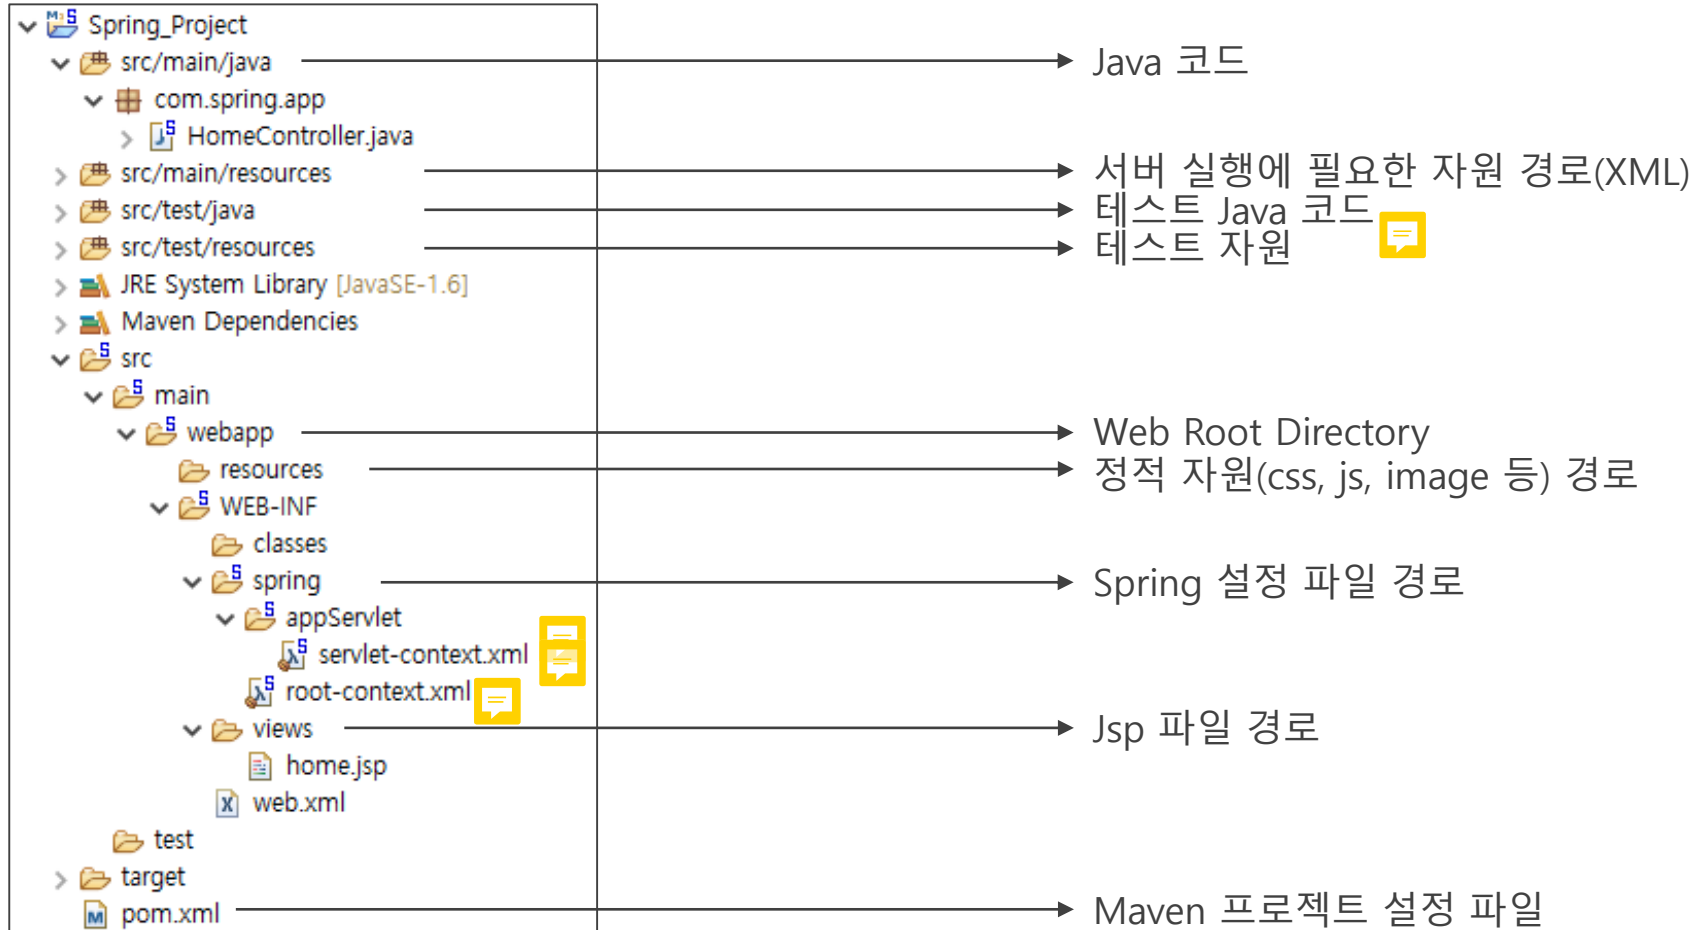 Spring_Project
src/main/java Java 코드
com.spring.app
HomeController.java
src/main/resources 서버 실행에 필요한 자원 경로(XML)
src/test/java 테스트 Java 코드
src/test/resources 테스트 자원
JRE System Library [JavaSE-1.6]
Maven Dependencies
src
main
webapp Web Root Directory
resources 정적 자원(css, js, image 등) 경로
WEB-INF
classes
spring Spring 설정 파일 경로
appServlet
servlet-context.xml
root-context.xml
views Jsp 파일 경로
home.jsp
web.xml
test
target
pom.xml Maven 프로젝트 설정 파일